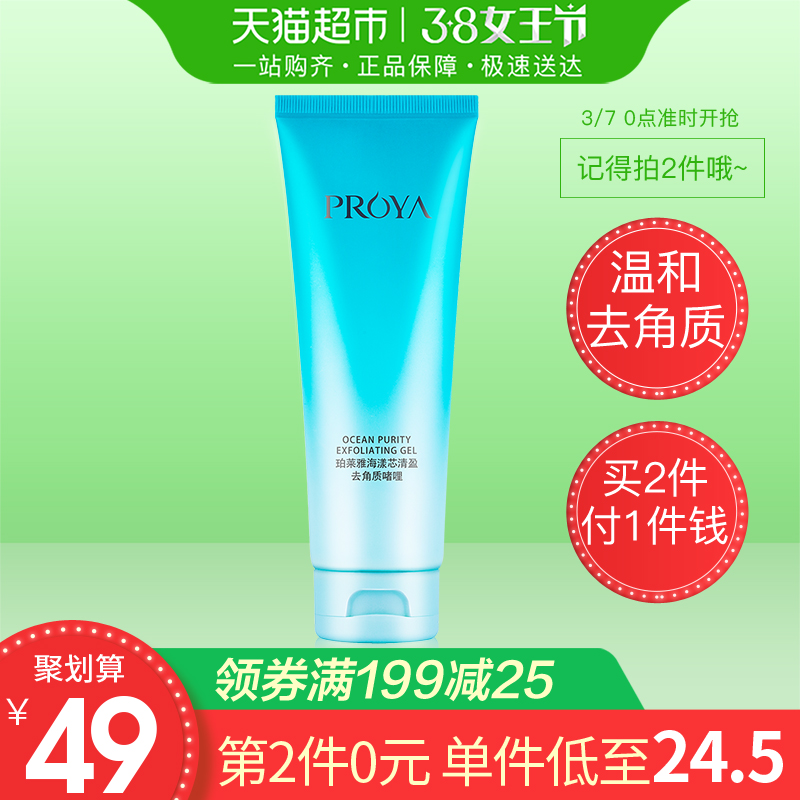 天猫超市 | 3·8女王节
一站购齐·正品保障·极速送达
3/7 0点准时开抢
记得拍2件哦~
温和
去角质
买2件
付1件钱
PROYA
OCEAN PURITY
EXFOLIATING GEL
珀莱雅海漾芯清盈
去角质啫哩
聚划算
¥49
领券满199减25
第2件0元 单件低至24.5